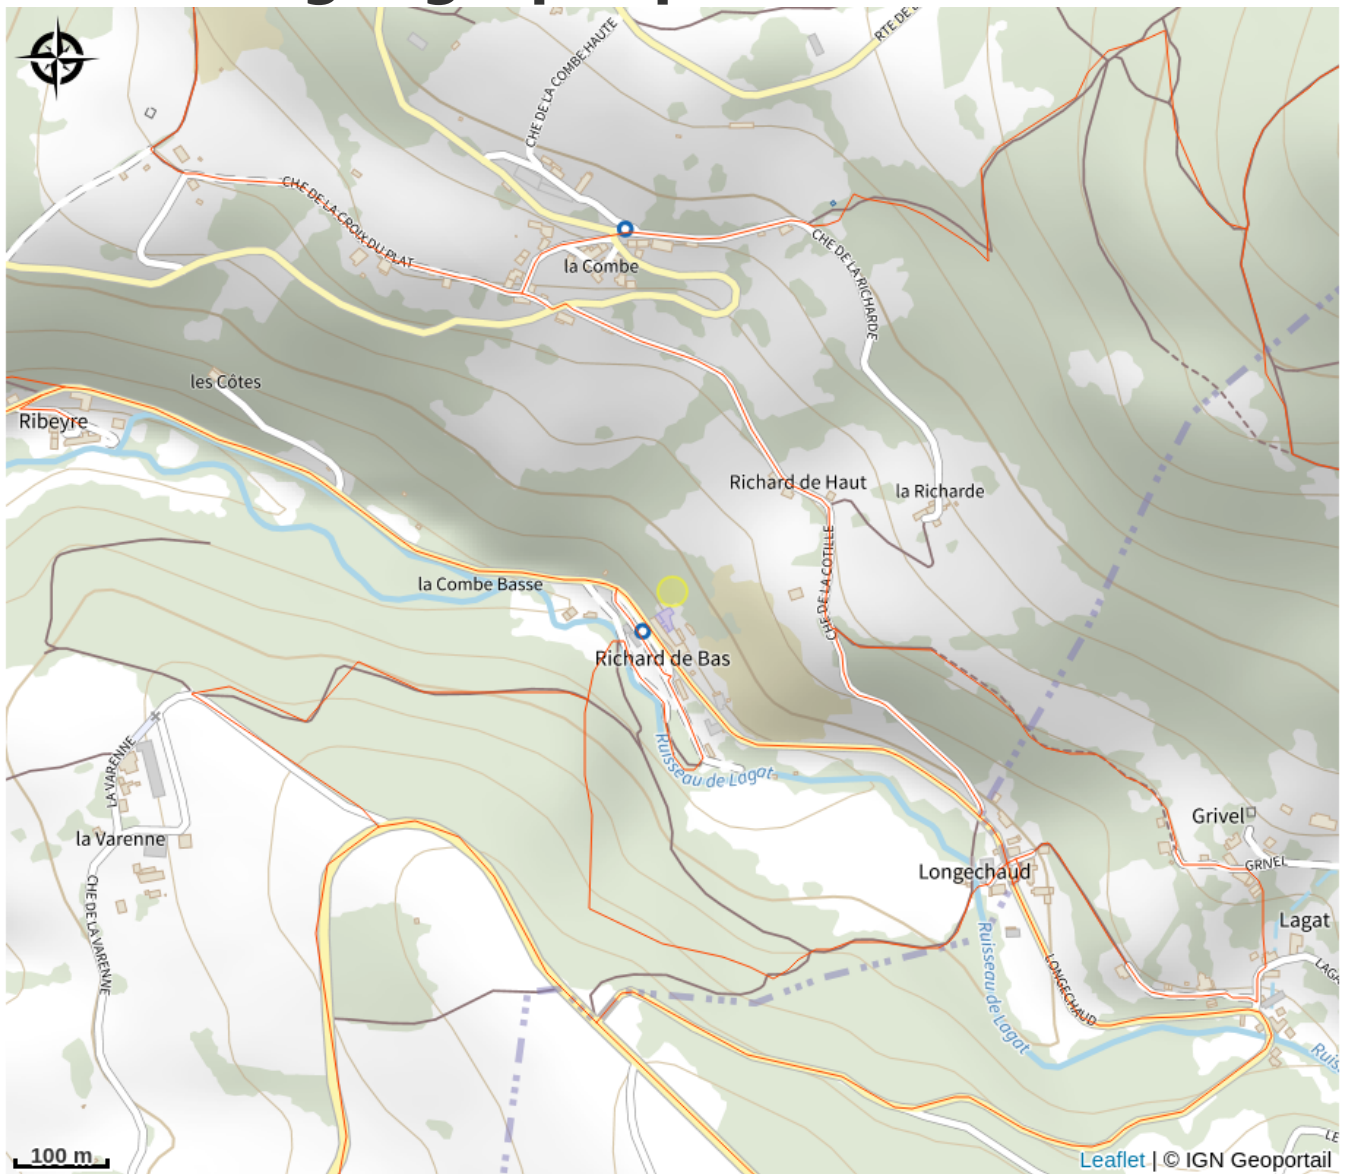 CHE DE LA COMBE HAUTE
CHE DE LA CROIX DU PLAT
la Combe
CHE DE LA RICHARDE
les Côtes
Ribeyre
Richard de Haut
la Richarde
CHE DE LA COTILLE
la Combe Basse
Richard de Bas
Ruisseau de Lagat
LA VARENNE
la Varenne
CHE DE LA VARENNE
Grivel
Longechaud
Lagat
Ruisseau de Lagat
LONGECHAUD
100 m
Leaflet | © IGN Geoportail